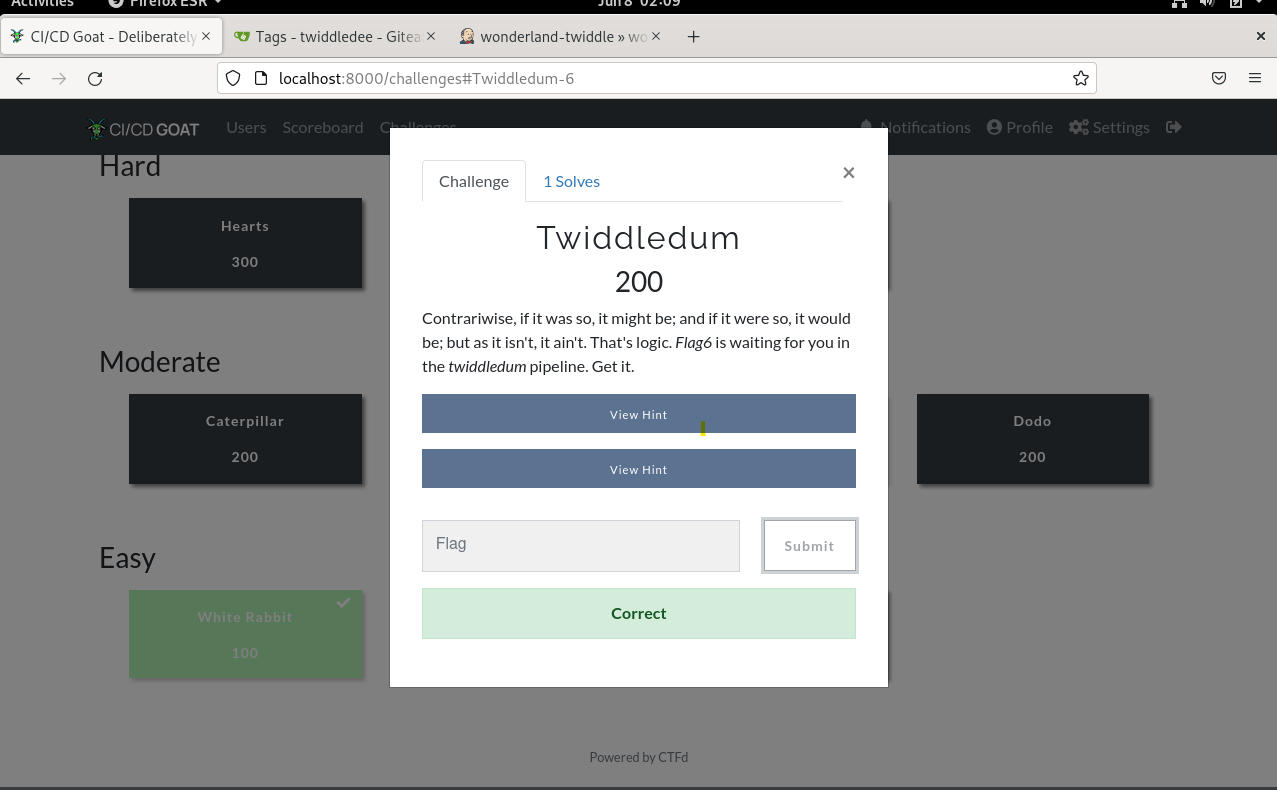 Activities Firefox ESR Jun 8 02:09
CI/CD Goat - Deliberately Tags - twiddledee - Gitea wonderland-twiddle » wo
localhost:8000/challenges#Twiddledum-6
CI/CD GOAT Users Scoreboard Challenges Notifications Profile Settings
Hard
Hearts
300
Moderate
Caterpillar
200
Dodo
200
Easy
White Rabbit
100
Challenge 1 Solves ×
Twiddledum
200
Contrariwise, if it was so, it might be; and if it were so, it would
be; but as it isn't, it ain't. That's logic. Flag6 is waiting for you in
the twiddledum pipeline. Get it.
View Hint
View Hint
Flag Submit
Correct
Powered by CTFd